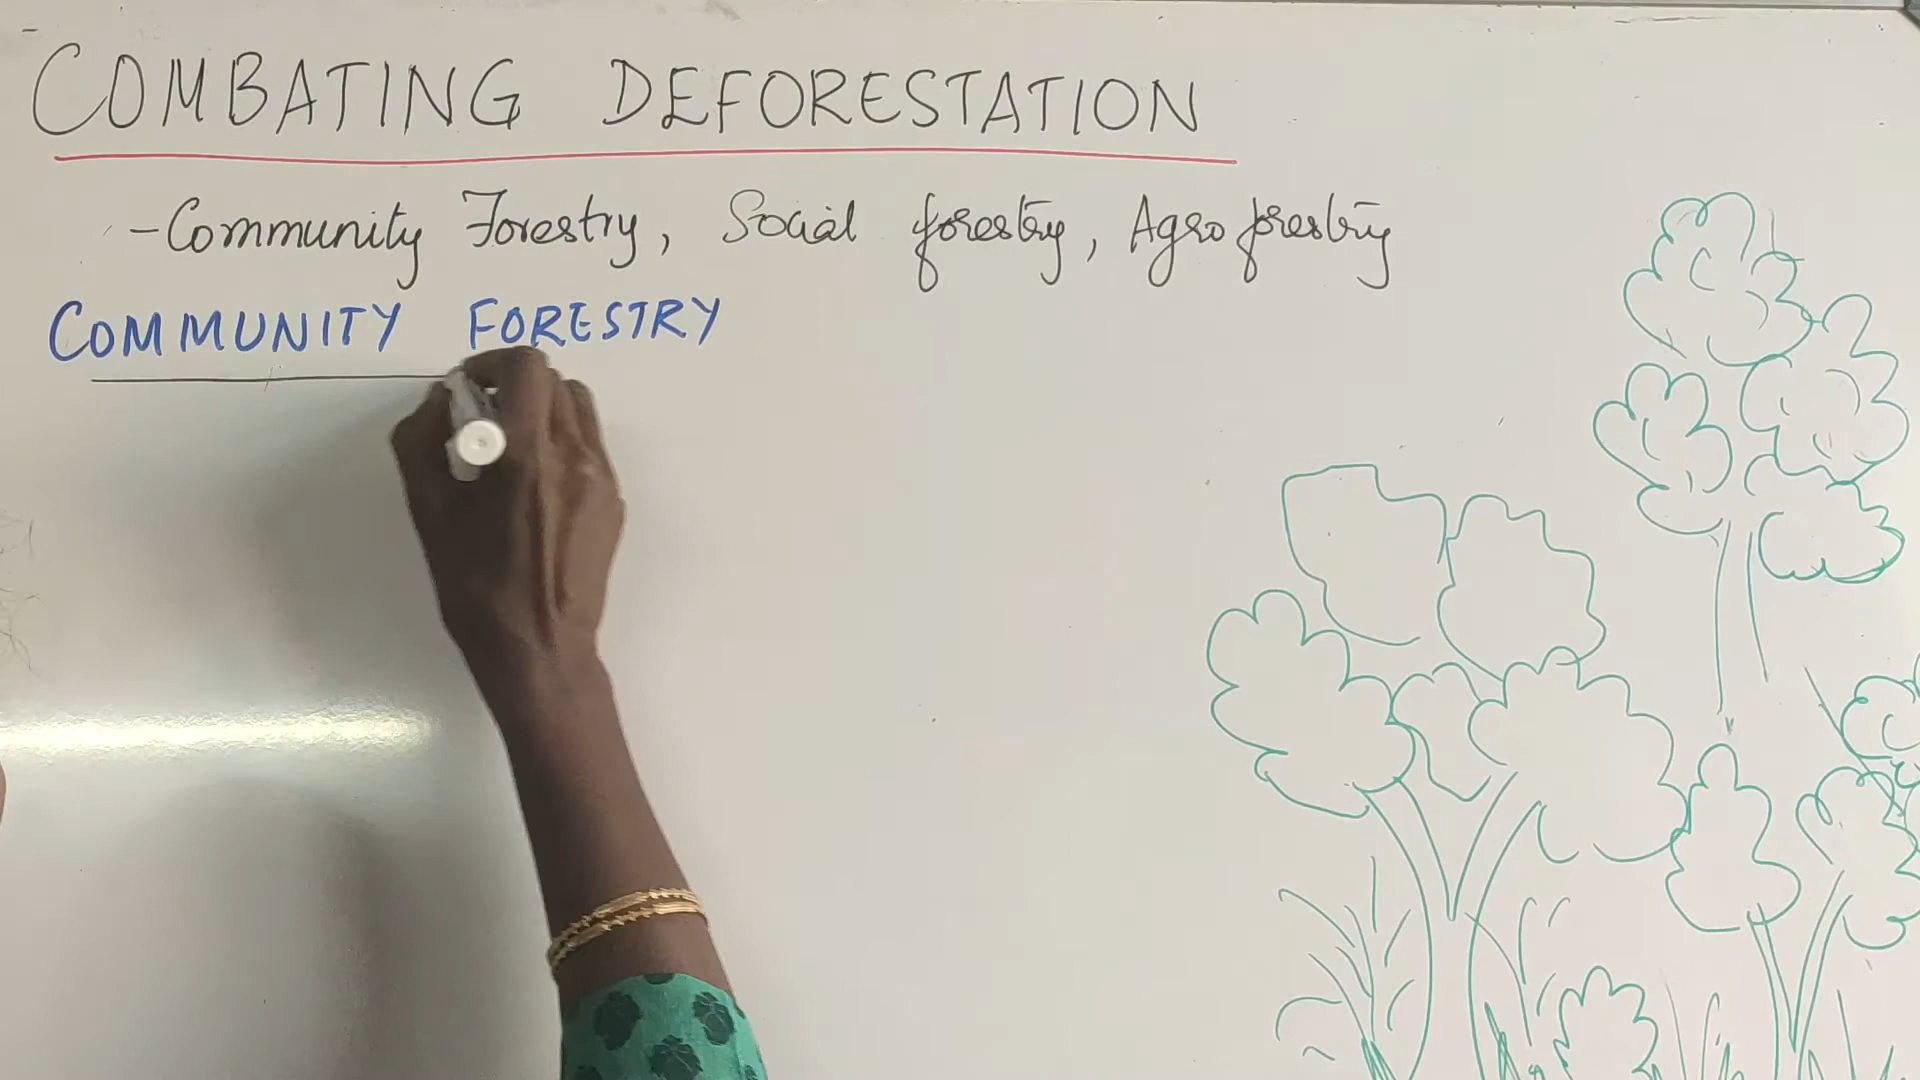 COMBATING DEFORESTATION
- Community Forestry, Social forestry, Agro forestry
COMMUNITY FORESTRY